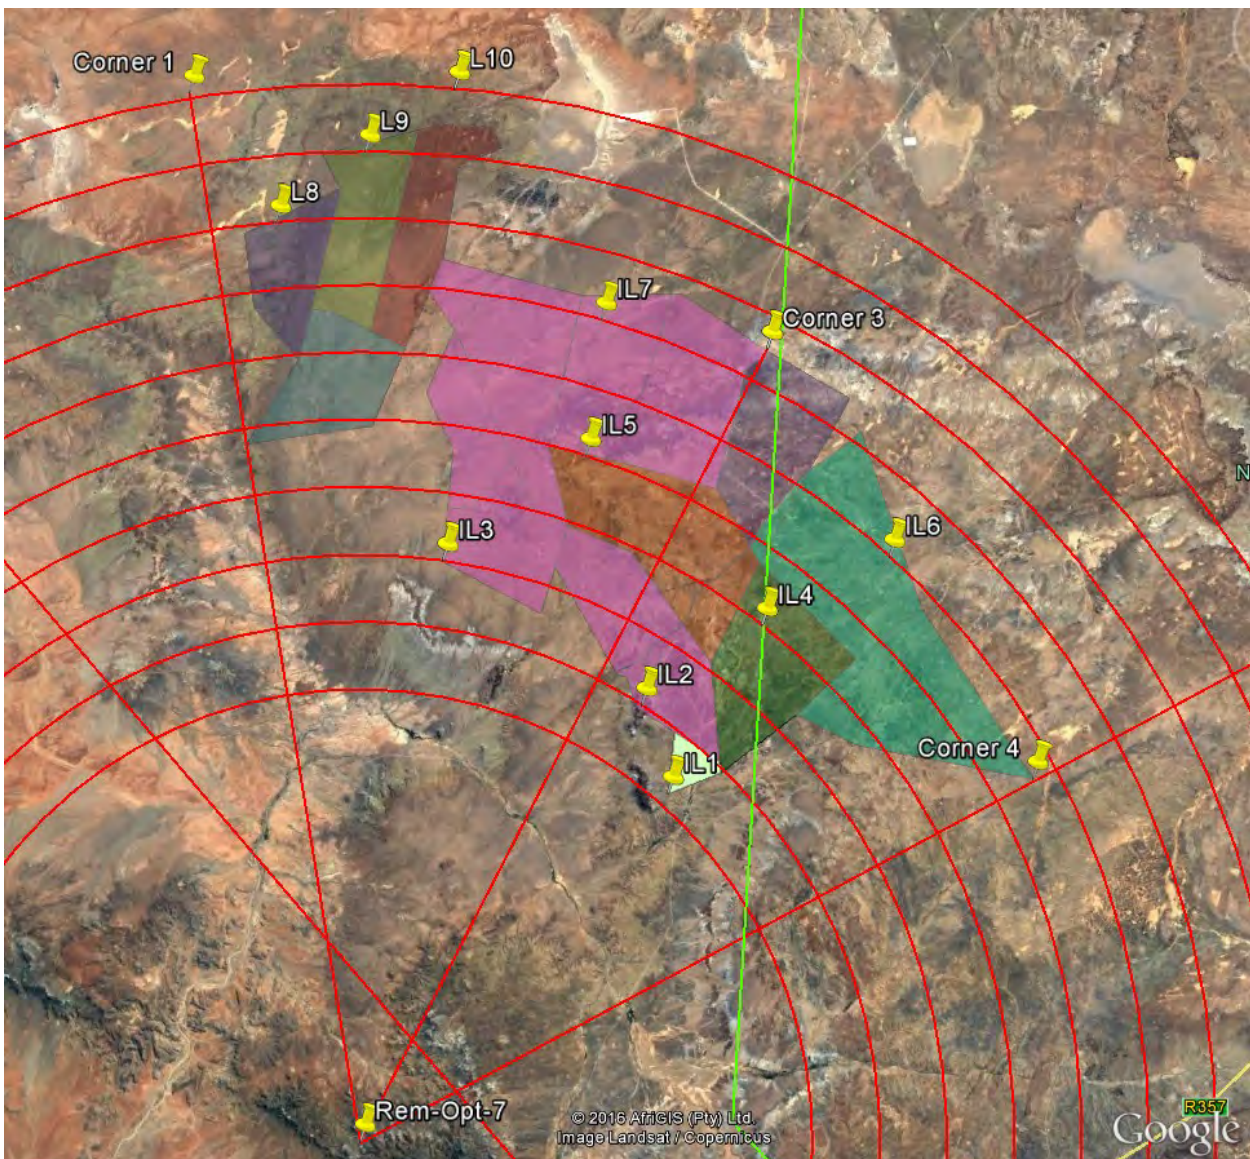 Corner 1
L10
L9
L8
IL7
Corner 3
IL5
N
IL6
IL3
IL4
IL2
Corner 4
IL1
Rem-Opt-7
© 2016 AfriGIS (Pty) Ltd.
Image Landsat / Copernicus
R357
Google